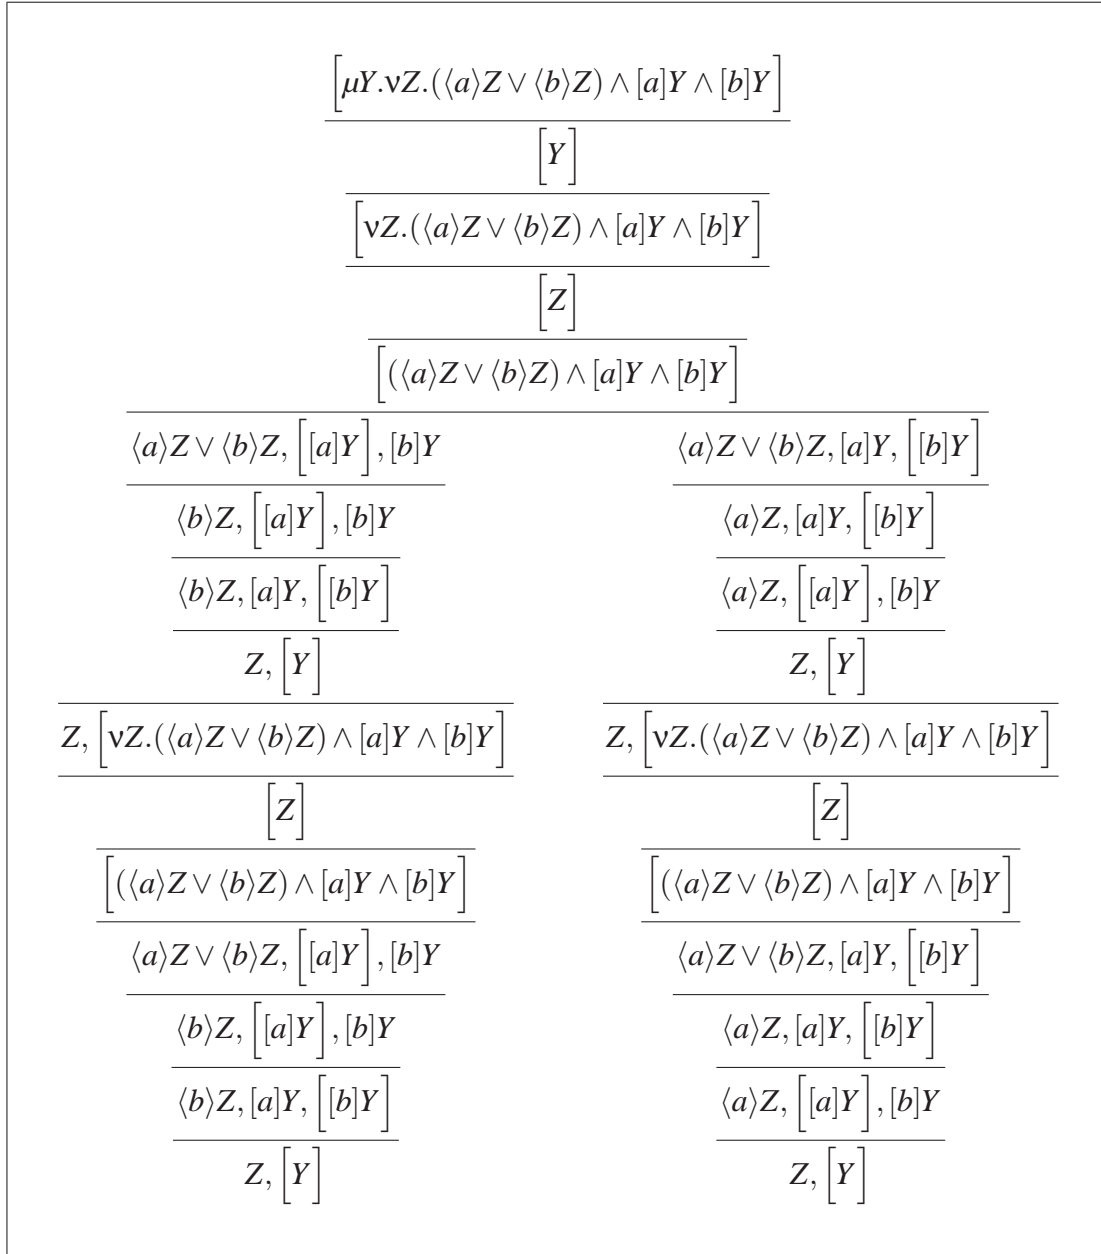 [μY.νZ.(⟨a⟩Z ∨ ⟨b⟩Z) ∧ [a]Y ∧ [b]Y]
[Y]
[νZ.(⟨a⟩Z ∨ ⟨b⟩Z) ∧ [a]Y ∧ [b]Y]
[Z]
[(⟨a⟩Z ∨ ⟨b⟩Z) ∧ [a]Y ∧ [b]Y]
⟨a⟩Z ∨ ⟨b⟩Z, [[a]Y], [b]Y
⟨b⟩Z, [[a]Y], [b]Y
⟨b⟩Z, [a]Y, [[b]Y]
Z, [Y]
Z, [νZ.(⟨a⟩Z ∨ ⟨b⟩Z) ∧ [a]Y ∧ [b]Y]
[Z]
[(⟨a⟩Z ∨ ⟨b⟩Z) ∧ [a]Y ∧ [b]Y]
⟨a⟩Z ∨ ⟨b⟩Z, [[a]Y], [b]Y
⟨b⟩Z, [[a]Y], [b]Y
⟨b⟩Z, [a]Y, [[b]Y]
Z, [Y]
⟨a⟩Z ∨ ⟨b⟩Z, [a]Y, [[b]Y]
⟨a⟩Z, [a]Y, [[b]Y]
⟨a⟩Z, [[a]Y], [b]Y
Z, [Y]
Z, [νZ.(⟨a⟩Z ∨ ⟨b⟩Z) ∧ [a]Y ∧ [b]Y]
[Z]
[(⟨a⟩Z ∨ ⟨b⟩Z) ∧ [a]Y ∧ [b]Y]
⟨a⟩Z ∨ ⟨b⟩Z, [a]Y, [[b]Y]
⟨a⟩Z, [a]Y, [[b]Y]
⟨a⟩Z, [[a]Y], [b]Y
Z, [Y]